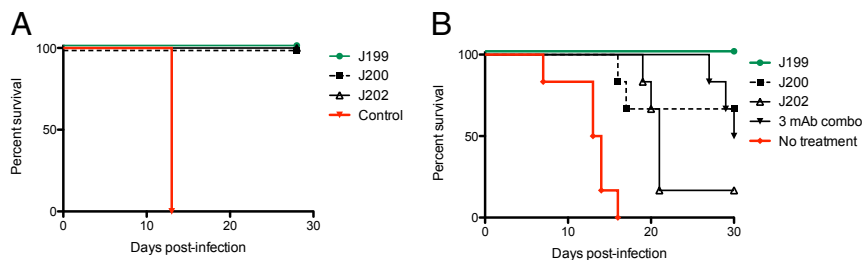 A
Percent survival
100
50
0
0
10
20
30
Days post-infection
J199
J200
J202
Control
B
Percent survival
100
50
0
0
10
20
30
Days post-infection
J199
J200
J202
3 mAb combo
No treatment